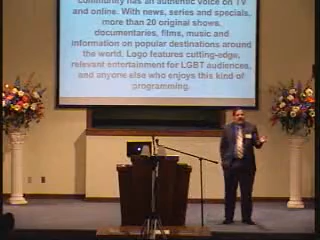 community has an authentic voice on TV
and online. With news, series and specials,
more than 20 original shows,
documentaries, films, music and
information on popular destinations around
the world, Logo features cutting-edge,
relevant entertainment for LGBT audiences,
and anyone else who enjoys this kind of
programming.